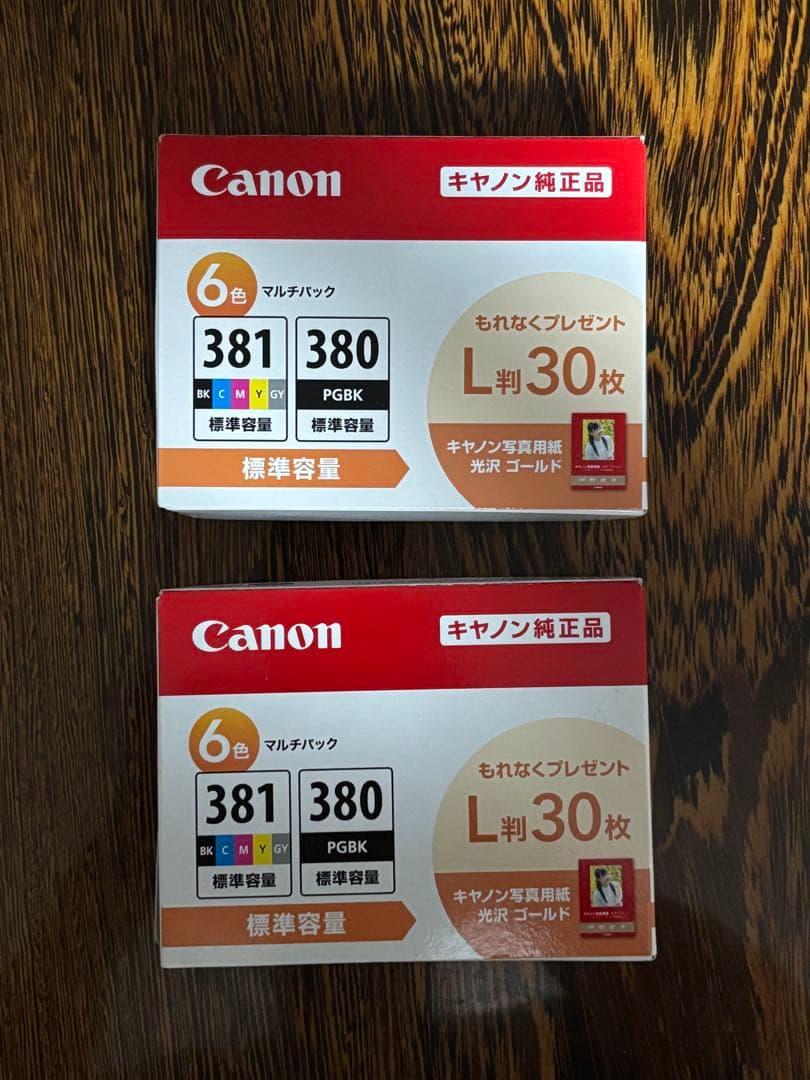 Canon
キヤノン純正品
6色 マルチパック
381
BK C M Y GY
標準容量
380
PGBK
標準容量
標準容量
もれなくプレゼント
L判30枚
キヤノン写真用紙
光沢 ゴールド
Canon
キヤノン純正品
6色 マルチパック
381
BK C M Y GY
標準容量
380
PGBK
標準容量
標準容量
もれなくプレゼント
L判30枚
キヤノン写真用紙
光沢 ゴールド